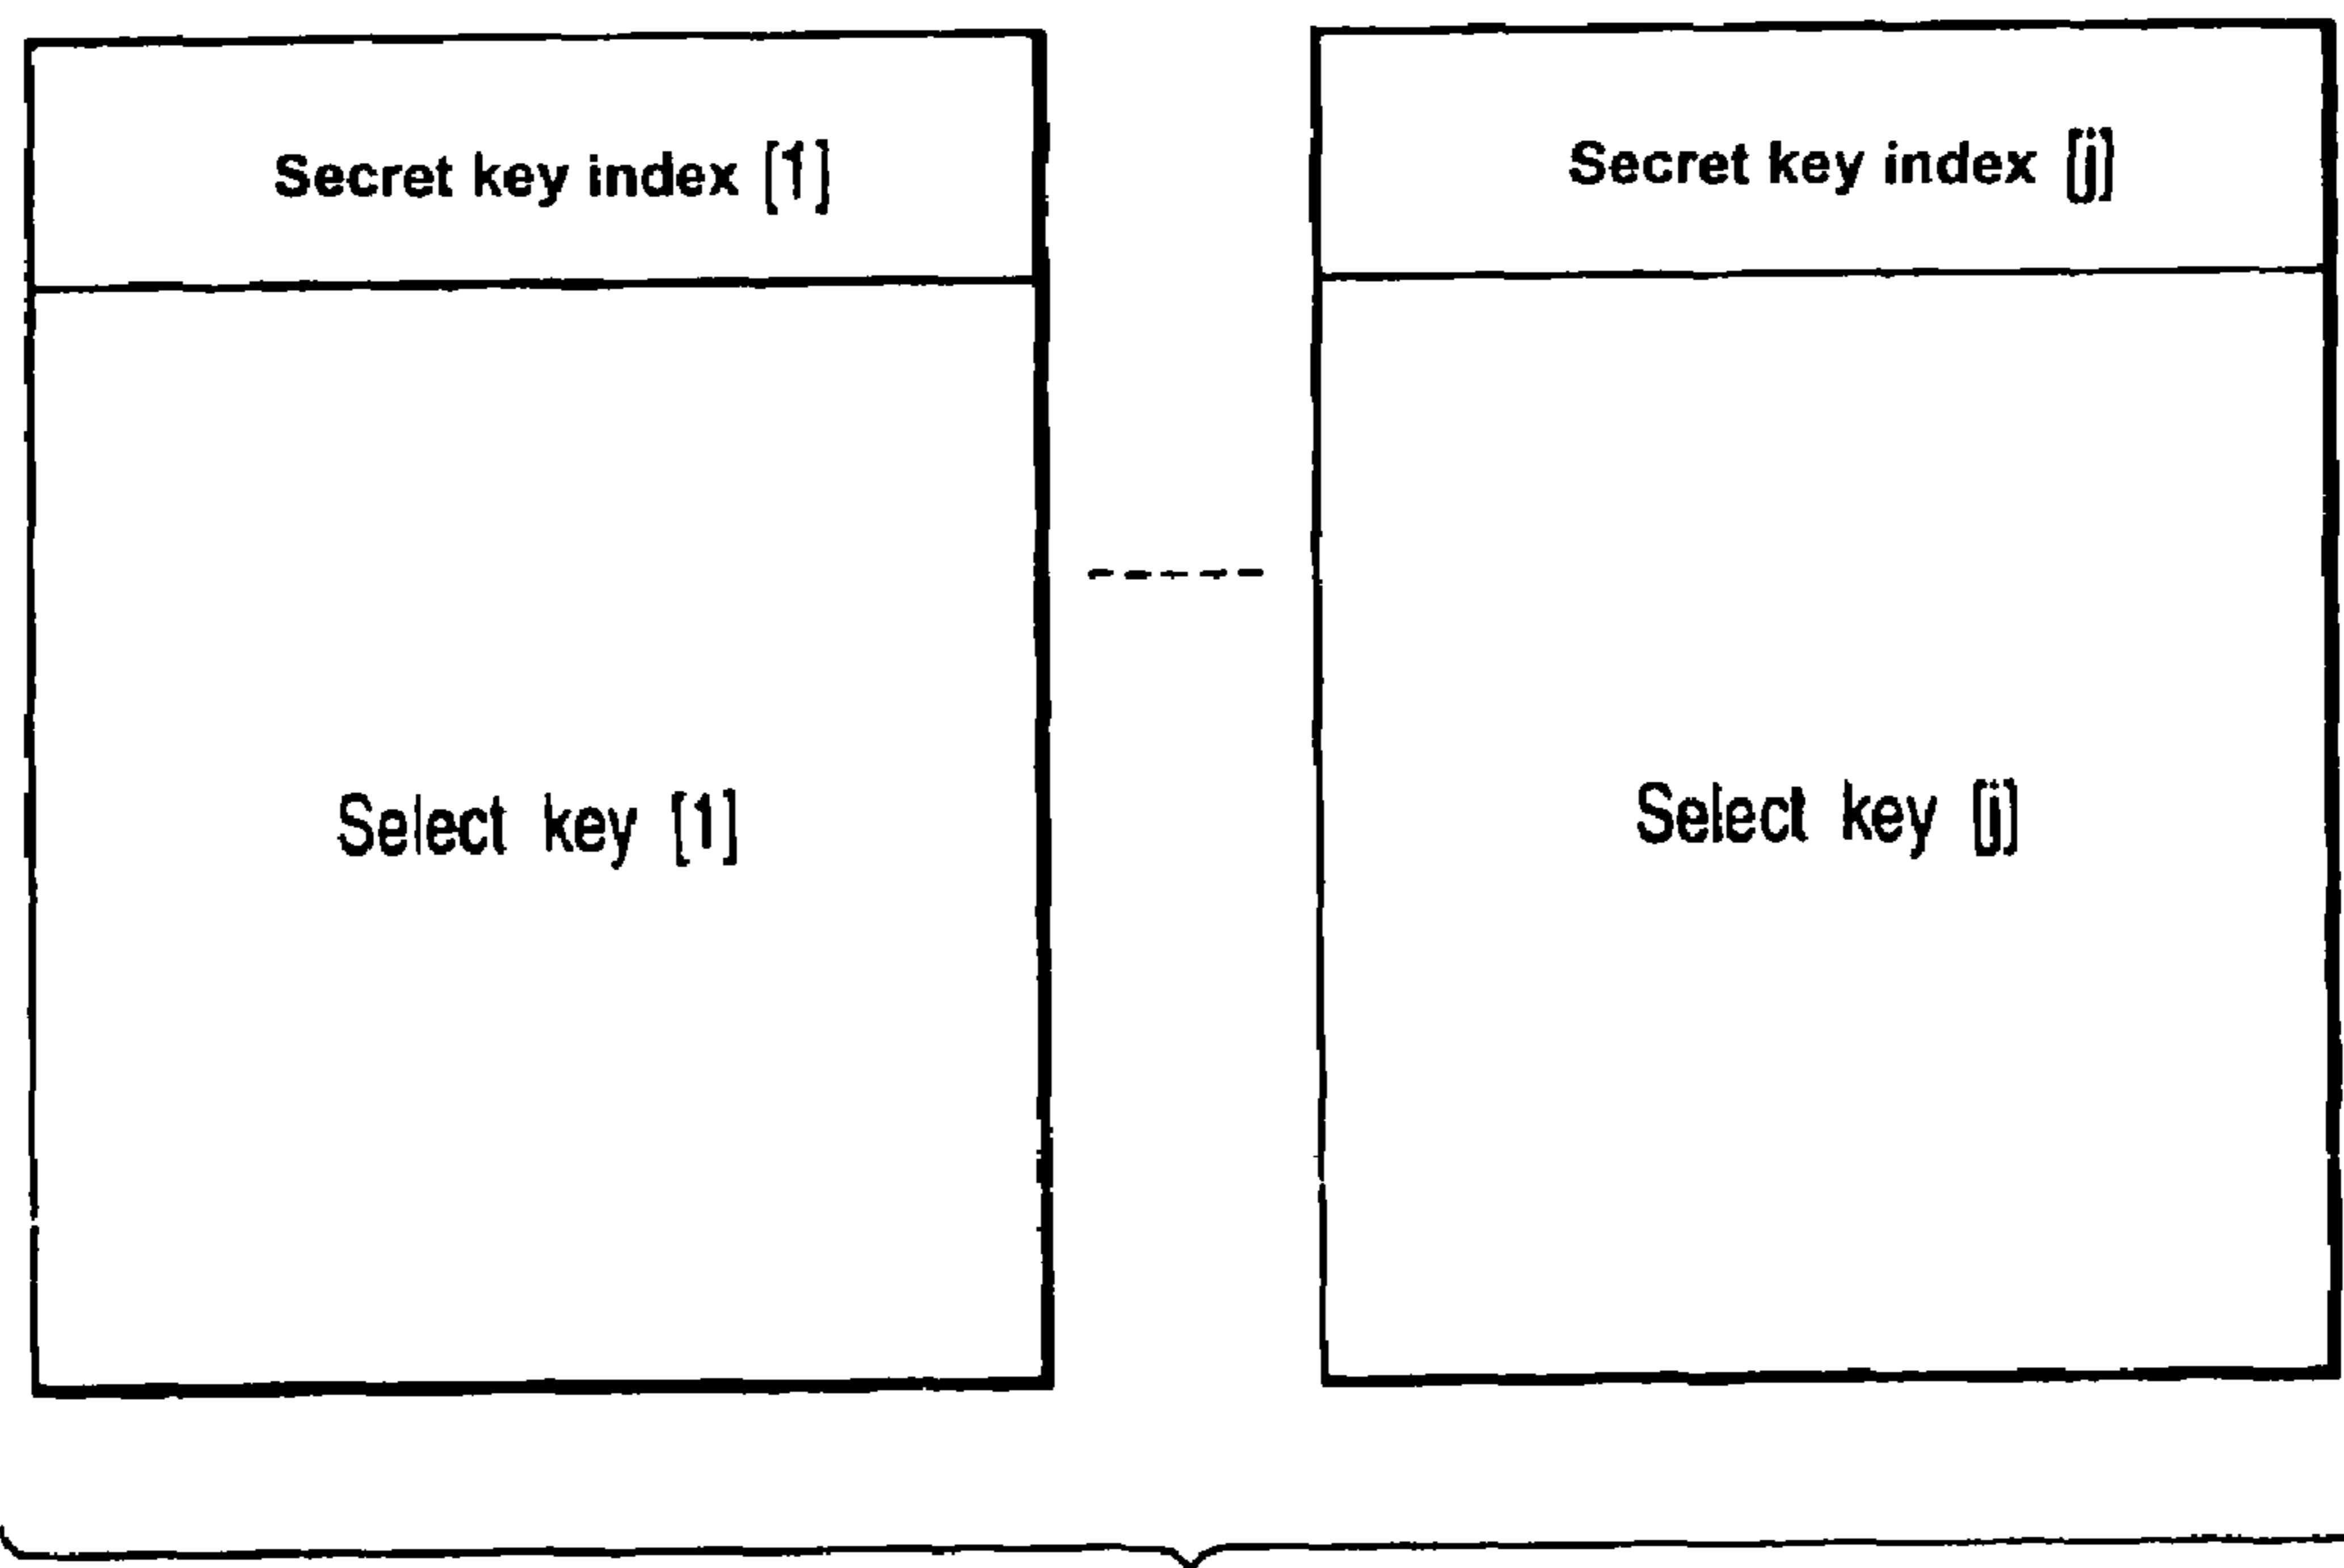 Secret key index [1]
Select key [1]
Secret key index [j]
Select key [j]